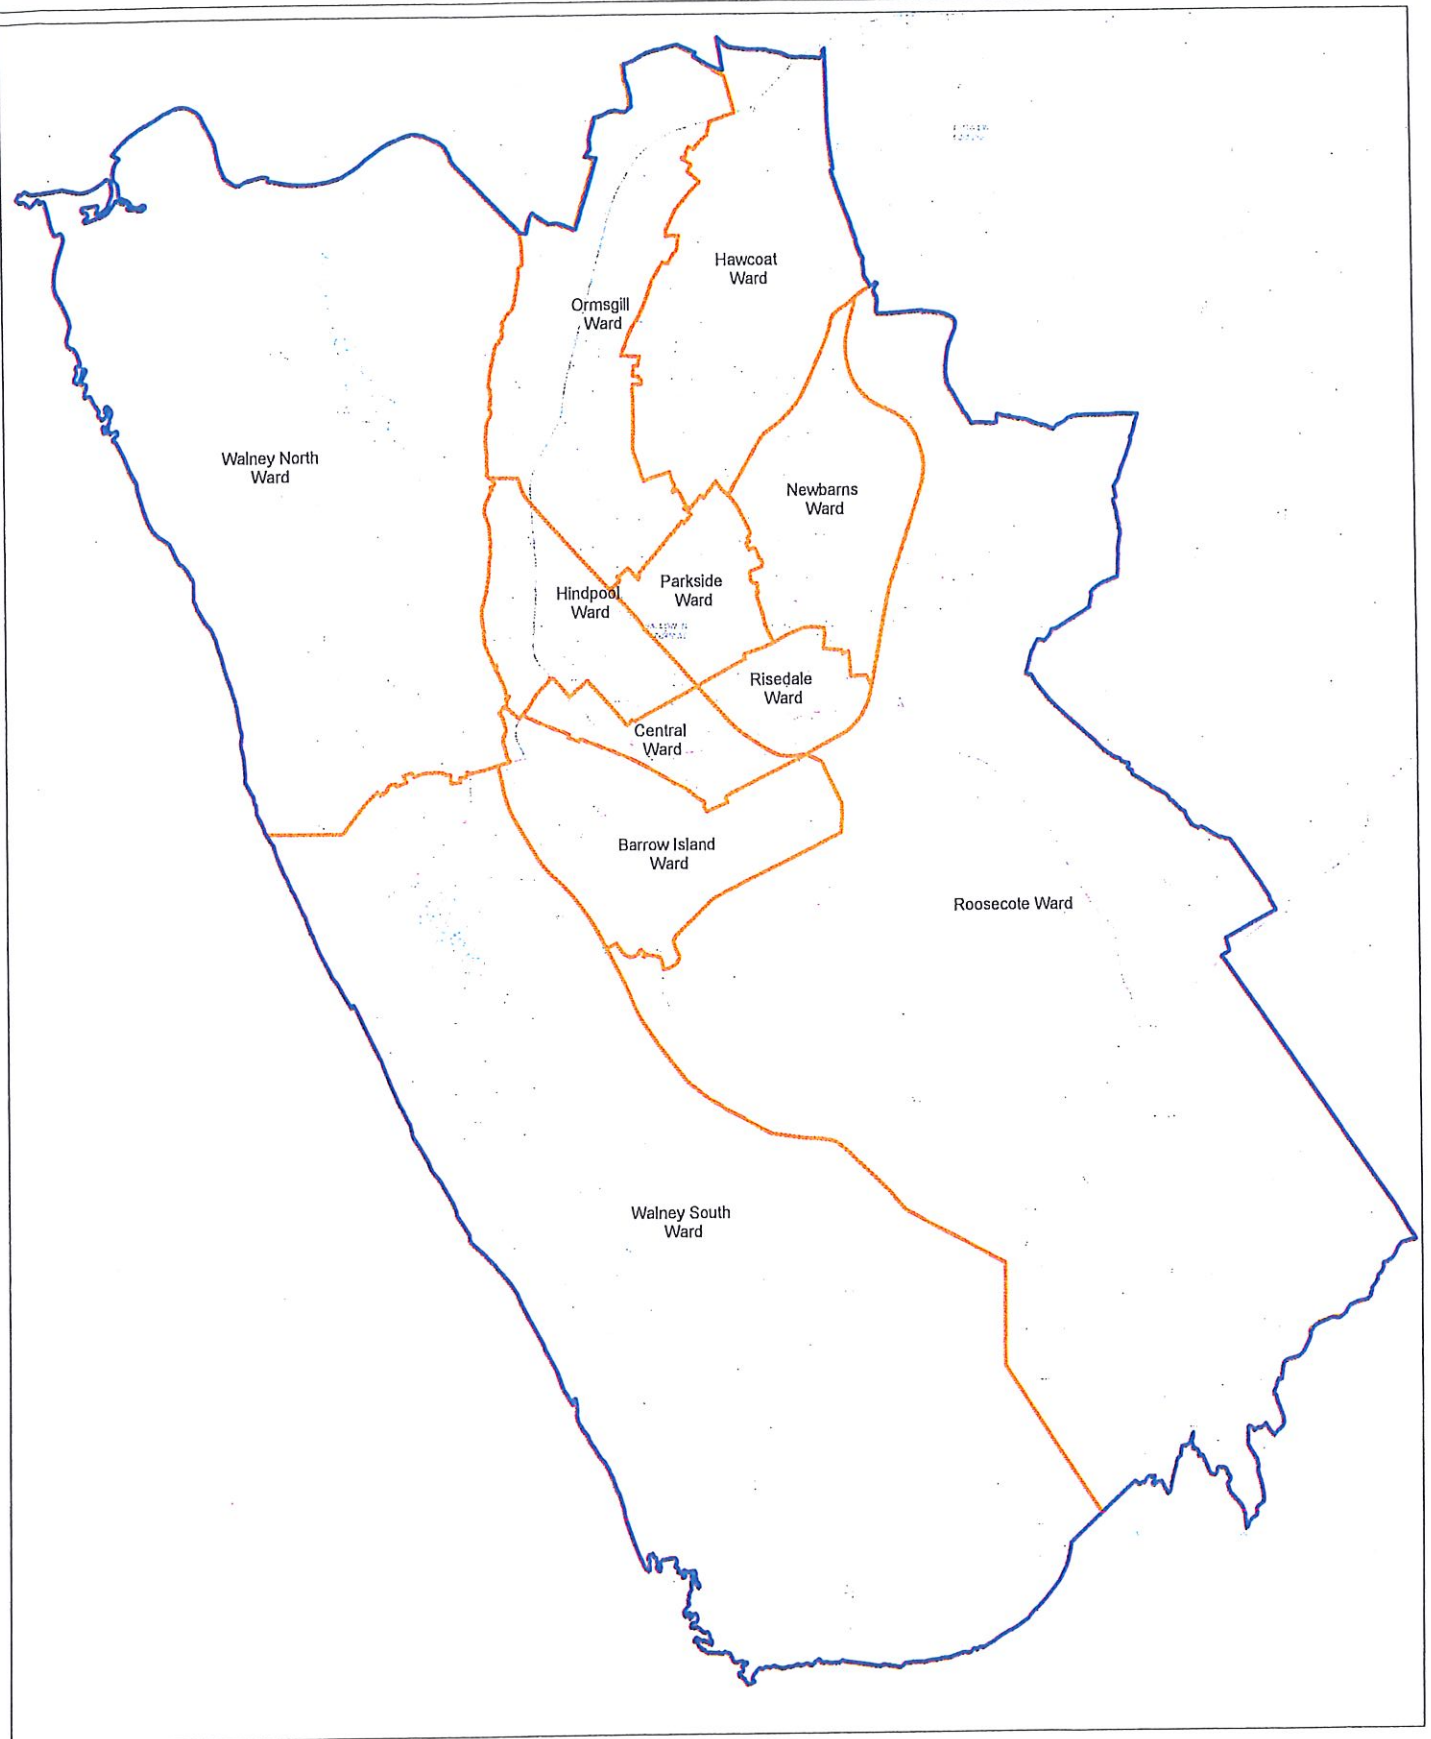 Hawcoat
Ward
Ormsgill
Ward
Walney North
Ward
Newbarns
Ward
Parkside
Ward
Hindpool
Ward
Risedale
Ward
Central
Ward
Barrow Island
Ward
Roosecote Ward
Walney South
Ward